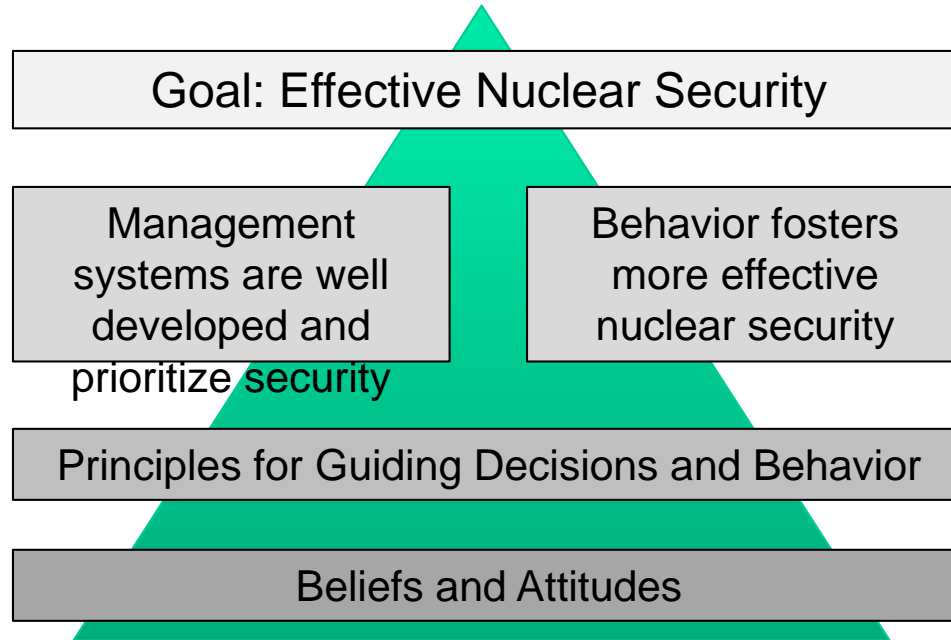 Goal: Effective Nuclear Security
Management
systems are well
developed and
prioritize security
Behavior fosters
more effective
nuclear security
Principles for Guiding Decisions and Behavior
Beliefs and Attitudes